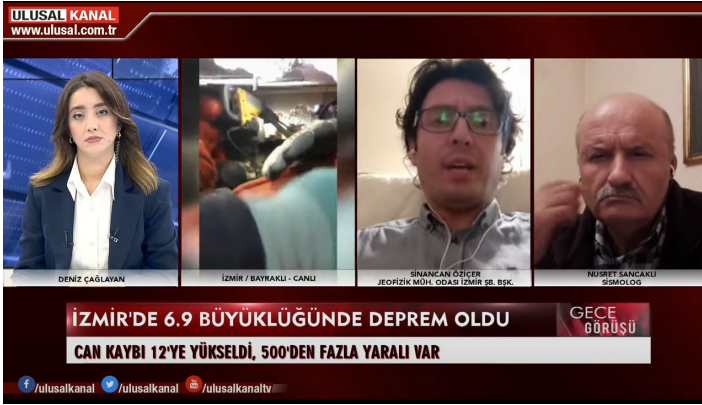 ULUSAL KANAL
www.ulusal.com.tr
DENİZ ÇAĞLAYAN
İZMİR / BAYRAKLI - CANLI
SİNANCAN ÖZİÇER
JEOFİZİK MÜH. ODASI İZMİR ŞB. BŞK.
NUSRET SANCAKLI
SİSMOLOG
İZMİR'DE 6.9 BÜYÜKLÜĞÜNDE DEPREM OLDU
GECE
GÖRÜŞÜ
CAN KAYBI 12'YE YÜKSELDİ, 500'DEN FAZLA YARALI VAR
/ulusalkanal /ulusalkanal /ulusalkanaltv